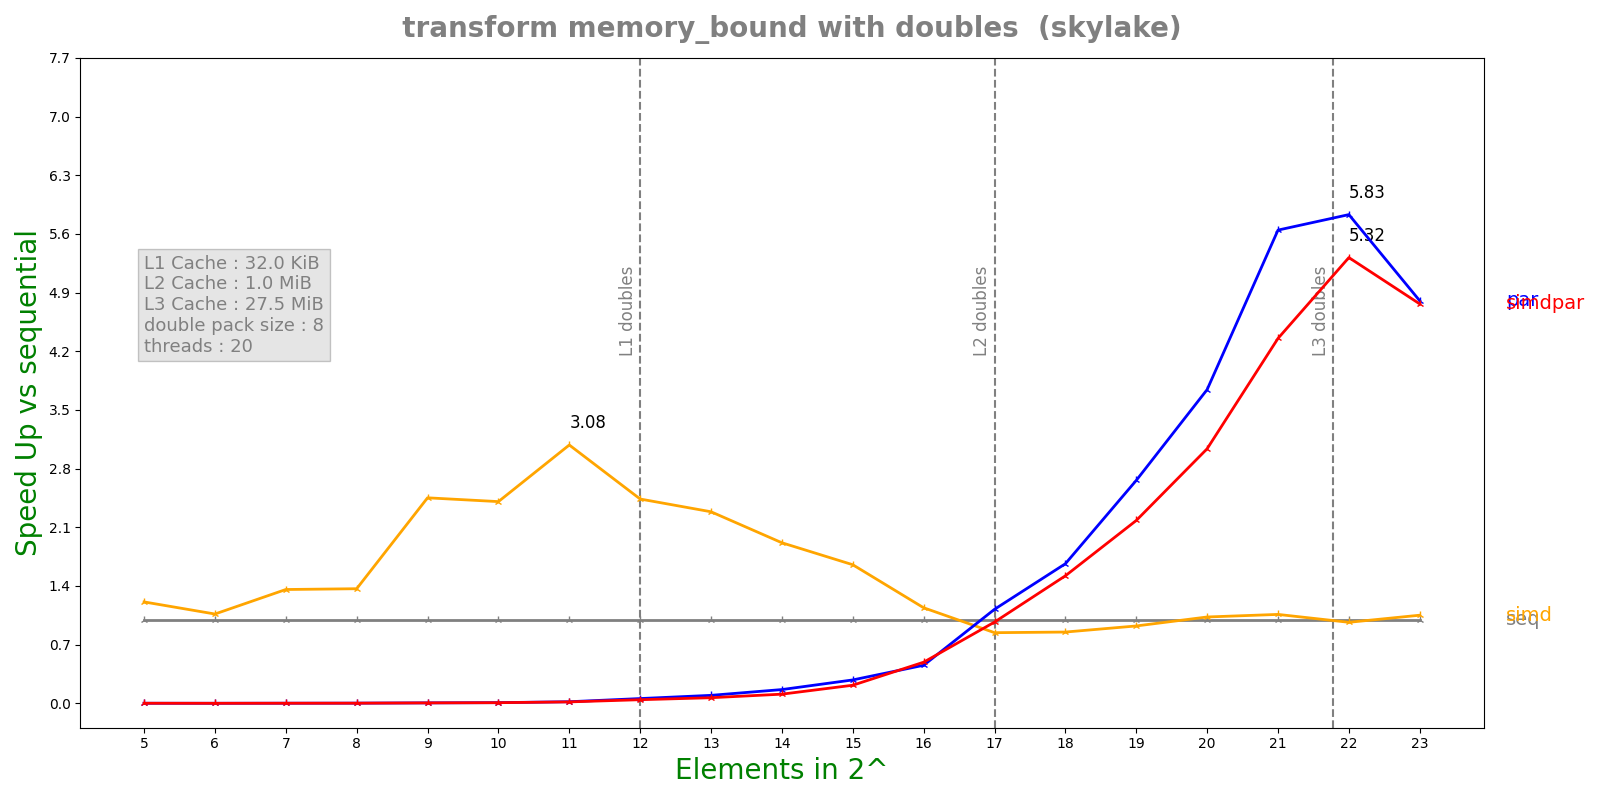 transform memory_bound with doubles  (skylake)
Speed Up vs sequential
7.7
7.0
6.3
5.6
4.9
4.2
3.5
2.8
2.1
1.4
0.7
0.0
L1 Cache : 32.0 KiB
L2 Cache : 1.0 MiB
L3 Cache : 27.5 MiB
double pack size : 8
threads : 20
3.08
L1 doubles
L2 doubles
L3 doubles
5.83
5.32
par
simdpar
simd
seq
5 6 7 8 9 10 11 12 13 14 15 16 17 18 19 20 21 22 23
Elements in 2^